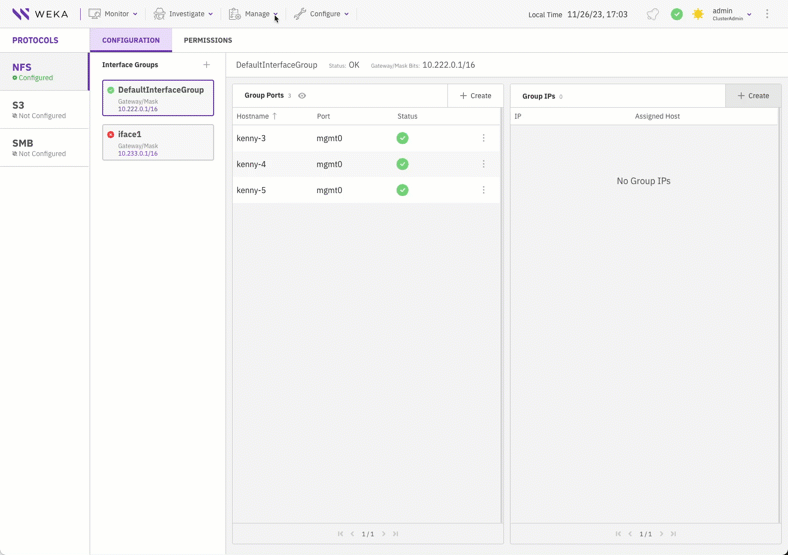 WEKA Monitor Investigate Manage Configure Local Time 11/26/23, 17:03 admin
ClusterAdmin
PROTOCOLS CONFIGURATION PERMISSIONS
NFS
Configured
S3
Not Configured
SMB
Not Configured
Interface Groups
DefaultInterfaceGroup
Gateway/Mask
10.222.0.1/16
iface1
Gateway/Mask
10.233.0.1/16
DefaultInterfaceGroup Status: OK Gateway/Mask Bits: 10.222.0.1/16
Group Ports 3 + Create
Hostname ↑ Port Status
kenny-3 mgmt0
kenny-4 mgmt0
kenny-5 mgmt0
1 / 1
Group IPs 0 + Create
IP Assigned Host
No Group IPs
1 / 1